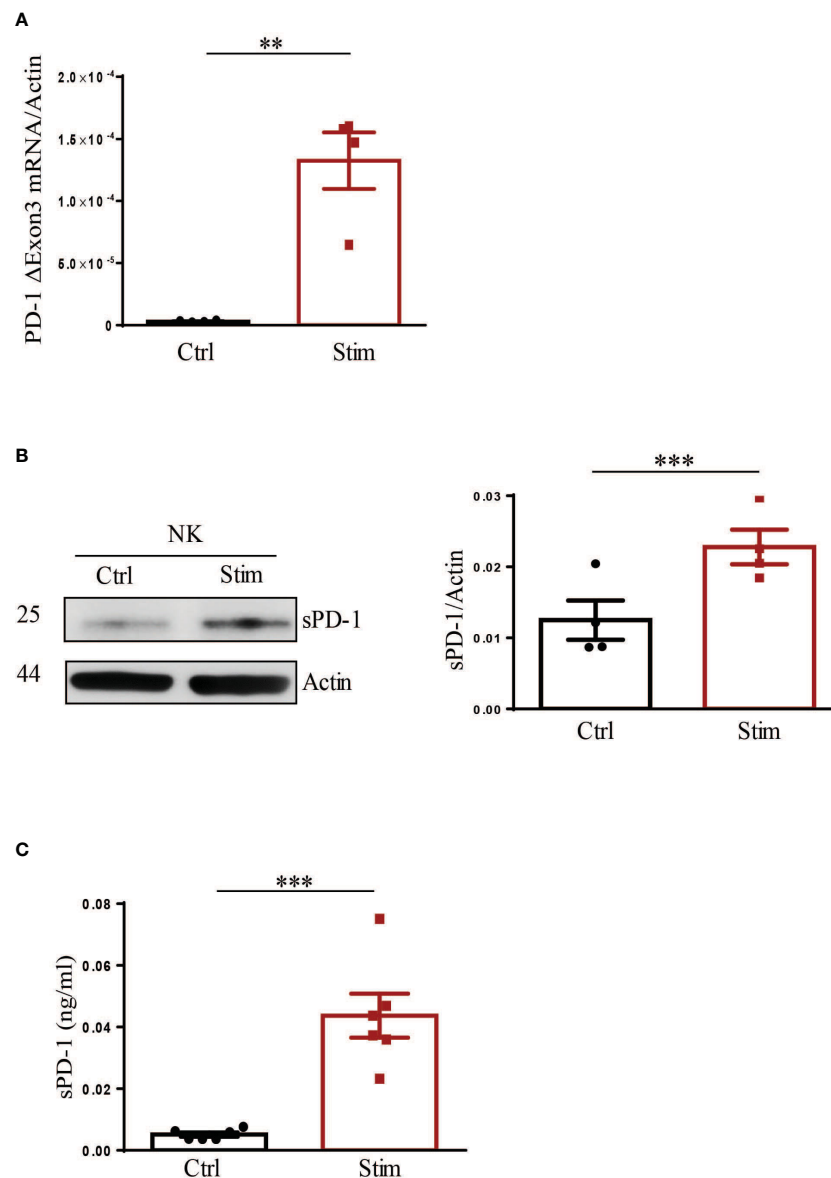 A
**
PD-1 ΔExon3 mRNA/Actin
2.0×10⁻⁴
1.5×10⁻⁴
1.0×10⁻⁴
5.0×10⁻⁵
0
Ctrl Stim
B
NK
Ctrl Stim
25 sPD-1
44 Actin
***
sPD-1/Actin
0.03
0.02
0.01
0.00
Ctrl Stim
C
***
sPD-1 (ng/ml)
0.08
0.06
0.04
0.02
0.00
Ctrl Stim